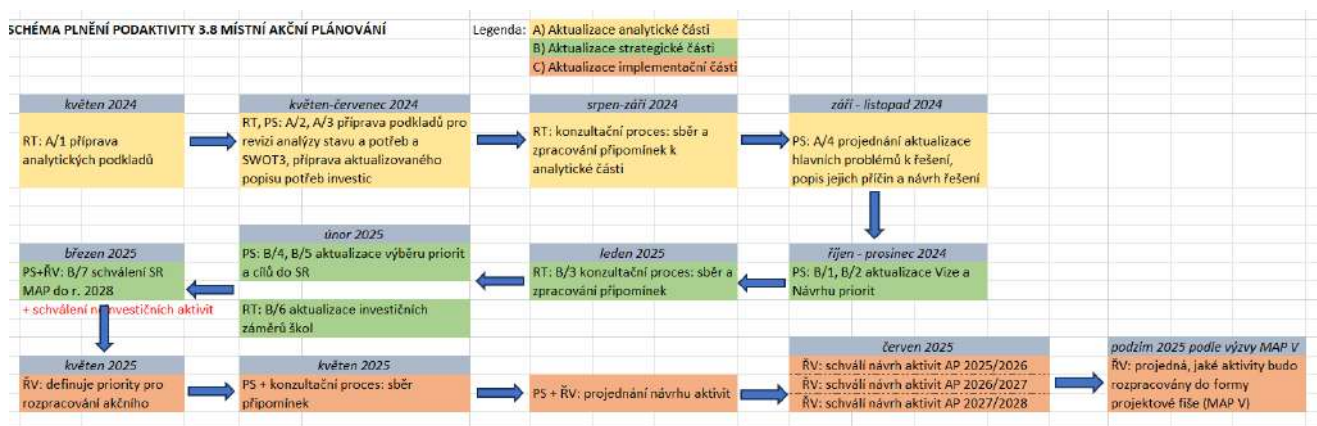 SCHÉMA PLNĚNÍ PODAKTIVITY 3.8 MÍSTNÍ AKČNÍ PLÁNOVÁNÍ
Legenda: A) Aktualizace analytické části
B) Aktualizace strategické části
C) Aktualizace implementační části
květen 2024
RT: A/1 příprava
analytických podkladů
květen-červenec 2024
RT, PS: A/2, A/3 příprava podkladů pro
revizi analýzy stavu a potřeb a
SWOT3, příprava aktualizovaného
popisu potřeb investic
srpen-září 2024
RT: konzultační proces: sběr a
zpracování připomínek k
analytické části
září - listopad 2024
PS: A/4 projednání aktualizace
hlavních problémů k řešení,
popis jejich příčin a návrh řešení
říjen - prosinec 2024
PS: B/1, B/2 aktualizace Vize a
Návrhu priorit
leden 2025
RT: B/3 konzultační proces: sběr a
zpracování připomínek
únor 2025
PS: B/4, B/5 aktualizace výběru priorit
a cílů do SR
RT: B/6 aktualizace investičních
záměrů škol
březen 2025
PS+ŘV: B/7 schválení SR
MAP do r. 2028
+ schválení neinvestičních aktivit
květen 2025
ŘV: definuje priority pro
rozpracování akčního
květen 2025
PS + konzultační proces: sběr
připomínek
PS + ŘV: projednání návrhu aktivit
červen 2025
ŘV: schválí návrh aktivit AP 2025/2026
ŘV: schválí návrh aktivit AP 2026/2027
ŘV: schválí návrh aktivit AP 2027/2028
podzim 2025 podle výzvy MAP V
ŘV: projedná, jaké aktivity budo
rozpracovány do formy
projektové fiše (MAP V)